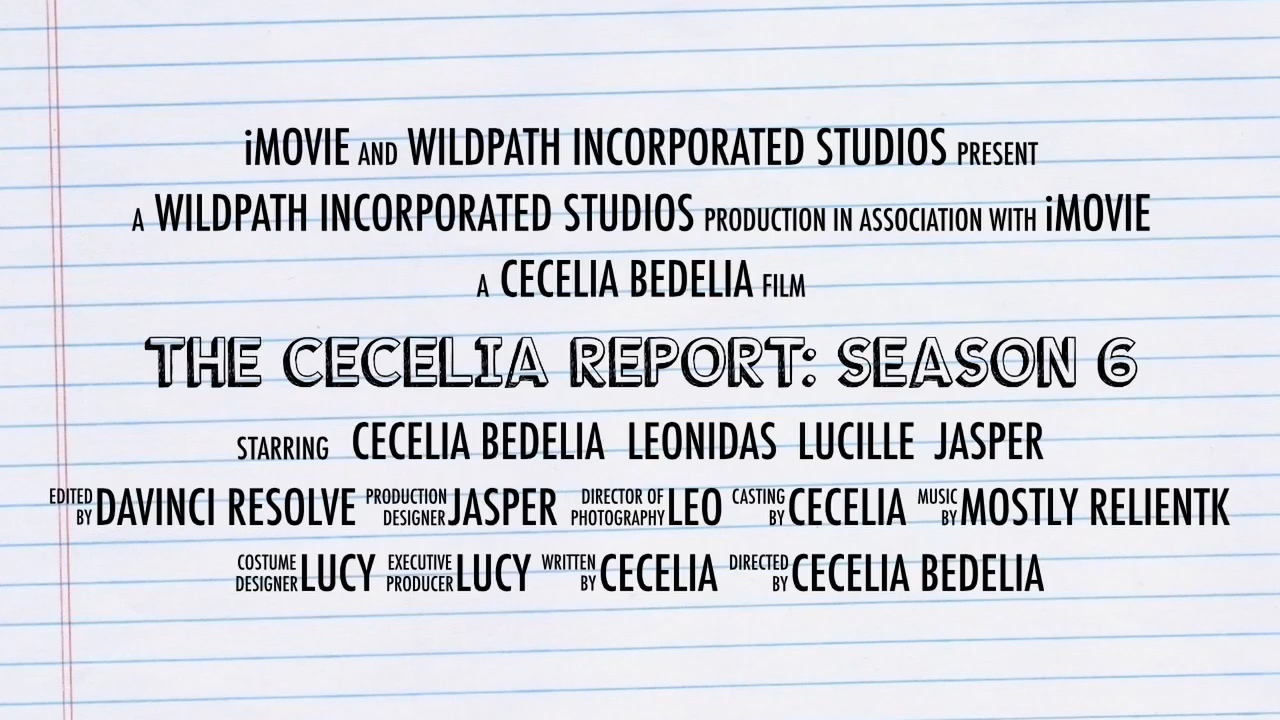 iMOVIE AND WILDPATH INCORPORATED STUDIOS PRESENT
A WILDPATH INCORPORATED STUDIOS PRODUCTION IN ASSOCIATION WITH iMOVIE
A CECELIA BEDELIA FILM
THE CECELIA REPORT: SEASON 6
STARRING CECELIA BEDELIA LEONIDAS LUCILLE JASPER
EDITED BY DAVINCI RESOLVE PRODUCTION DESIGNER JASPER DIRECTOR OF PHOTOGRAPHY LEO CASTING BY CECELIA MUSIC BY MOSTLY RELIENTK
COSTUME DESIGNER LUCY EXECUTIVE PRODUCER LUCY WRITTEN BY CECELIA DIRECTED BY CECELIA BEDELIA